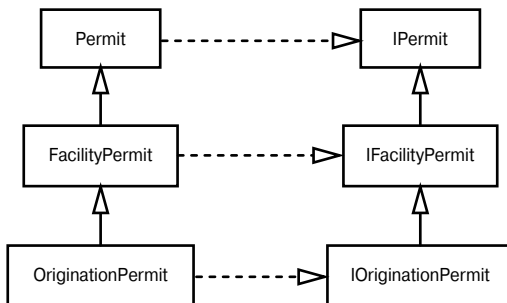 Permit
IPermit
FacilityPermit
IFacilityPermit
OriginationPermit
IOriginationPermit